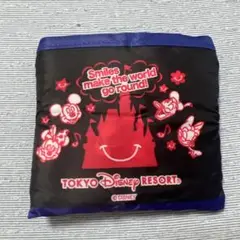 Smiles
make the world
go round!
TOKYO Disney RESORT®
©DISNEY